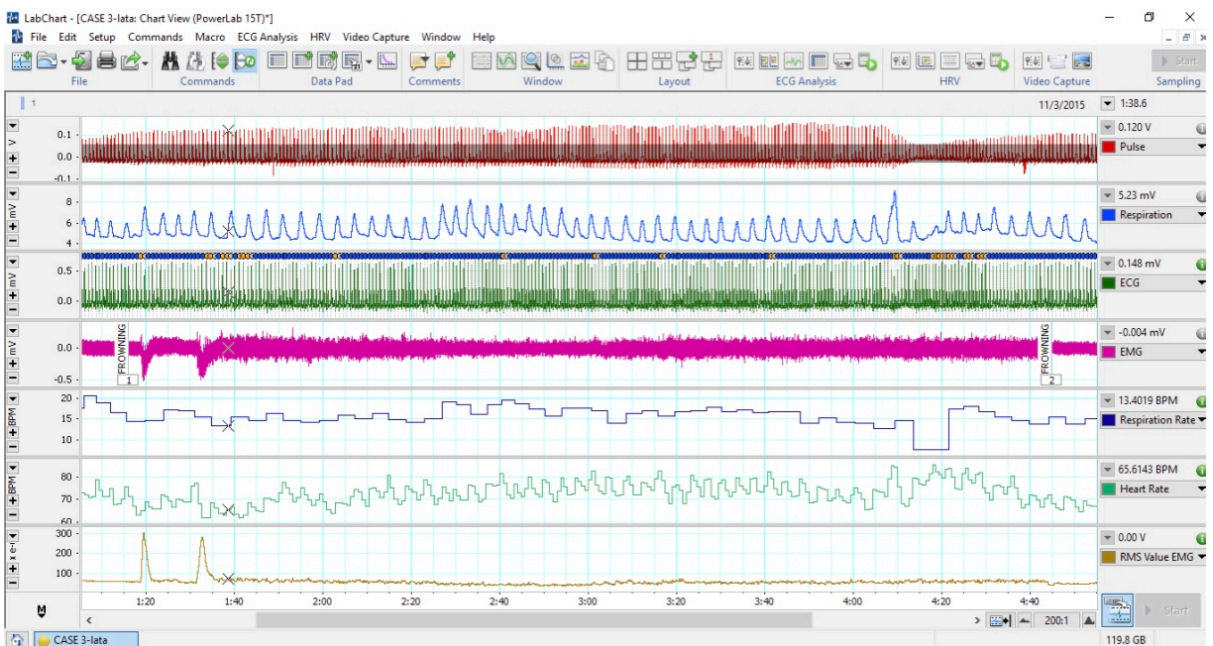 LabChart - [CASE 3-lata: Chart View (PowerLab 15T)*]
File Edit Setup Commands Macro ECG Analysis HRV Video Capture Window Help
Start
File Commands Data Pad Comments Window Layout ECG Analysis HRV Video Capture Sampling
1 11/3/2015 1:38.6
V
0.1
0.0
-0.1
0.120 V
Pulse
mV
8
6
4
5.23 mV
Respiration
mV
0.5
0.0
0.148 mV
ECG
mV
0.0
-0.5
FROWNING
1
FROWNING
2
-0.004 mV
EMG
BPM
20
15
10
13.4019 BPM
Respiration Rate
BPM
80
70
60
65.6143 BPM
Heart Rate
300
200
100
0.00 V
RMS Value EMG
1:20 1:40 2:00 2:20 2:40 3:00 3:20 3:40 4:00 4:20 4:40
M
200:1
Start
CASE 3-lata 119.8 GB